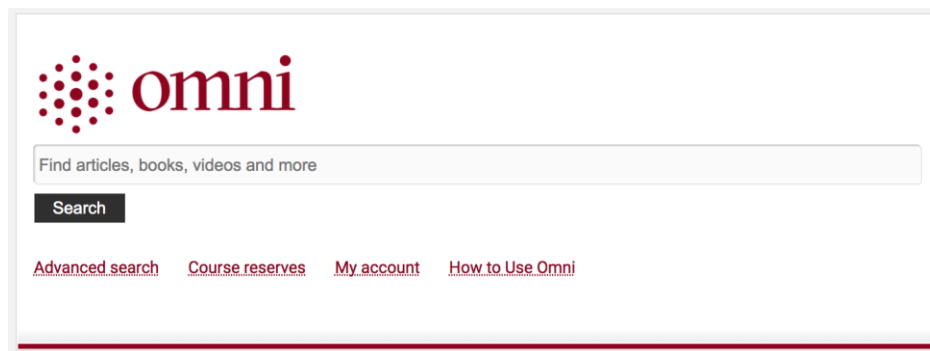 omni
Find articles, books, videos and more
Search
Advanced search Course reserves My account How to Use Omni